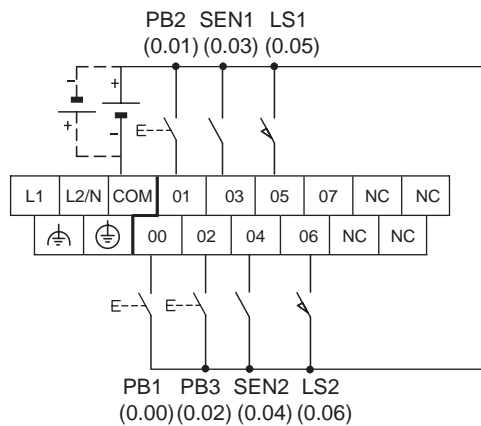 PB2 SEN1 LS1
(0.01) (0.03) (0.05)
- +
+ -
E
L1 L2/N COM 01 03 05 07 NC NC
00 02 04 06 NC NC
E E
PB1 PB3 SEN2 LS2
(0.00) (0.02) (0.04) (0.06)